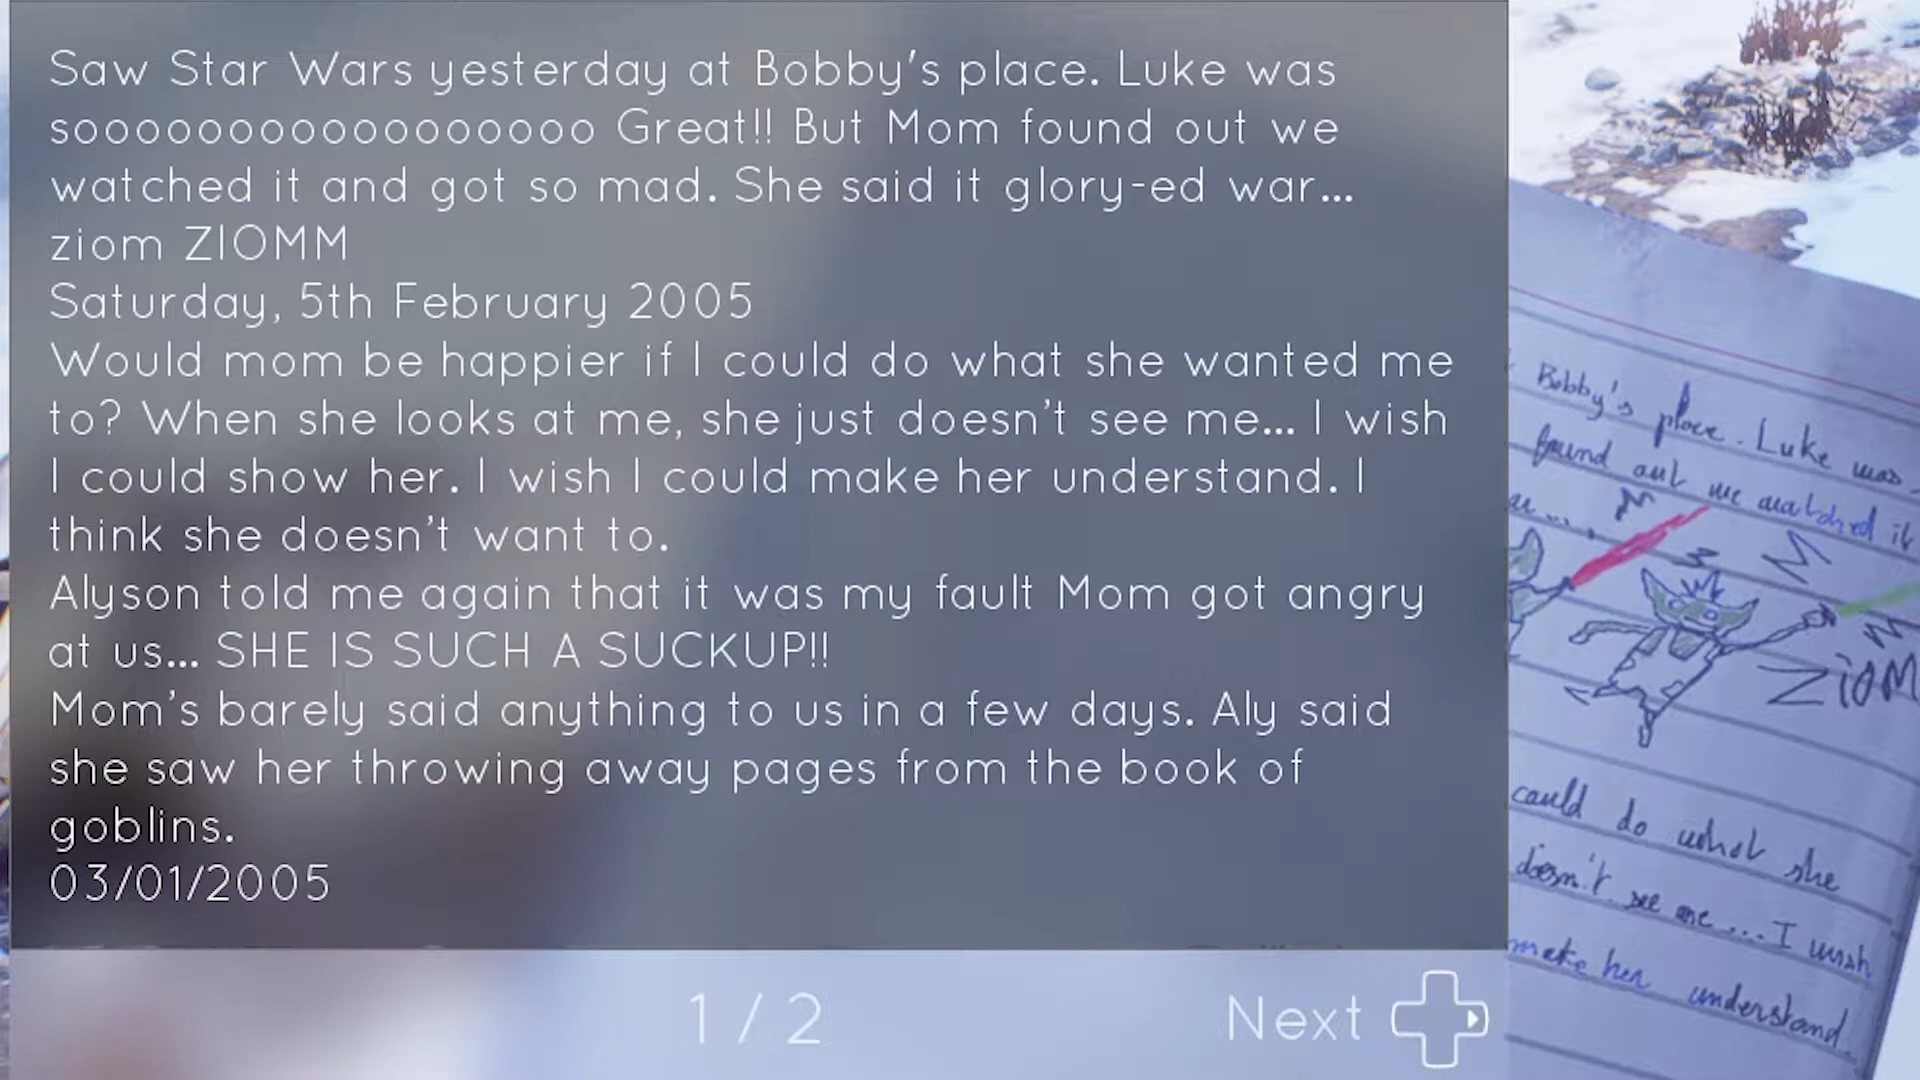 Saw Star Wars yesterday at Bobby's place. Luke was
sooooooooooooooooo Great!! But Mom found out we
watched it and got so mad. She said it glory-ed war...
ziom ZIOMM
Saturday, 5th February 2005
Would mom be happier if I could do what she wanted me
to? When she looks at me, she just doesn't see me... I wish
I could show her. I wish I could make her understand. I
think she doesn't want to.
Alyson told me again that it was my fault Mom got angry
at us... SHE IS SUCH A SUCKUP!!
Mom's barely said anything to us in a few days. Aly said
she saw her throwing away pages from the book of
goblins.
03/01/2005
1 / 2
Next
Bobby's place. Luke was
found out we watched it
ZIOM
could do what she
doesn't see me... I wish
make her understand